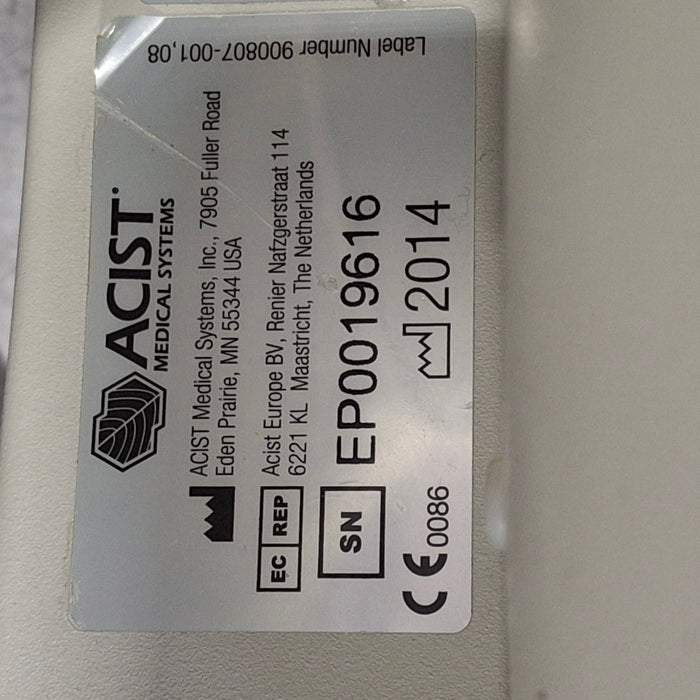 ACIST
MEDICAL SYSTEMS
ACIST Medical Systems, Inc., 7905 Fuller Road
Eden Prairie, MN 55344 USA
EC REP
Acist Europe BV, Renier Nafzgerstraat 114
6221 KL Maastricht, The Netherlands
SN EP0019616
CE 0086
2014
Label Number 900807-001,08